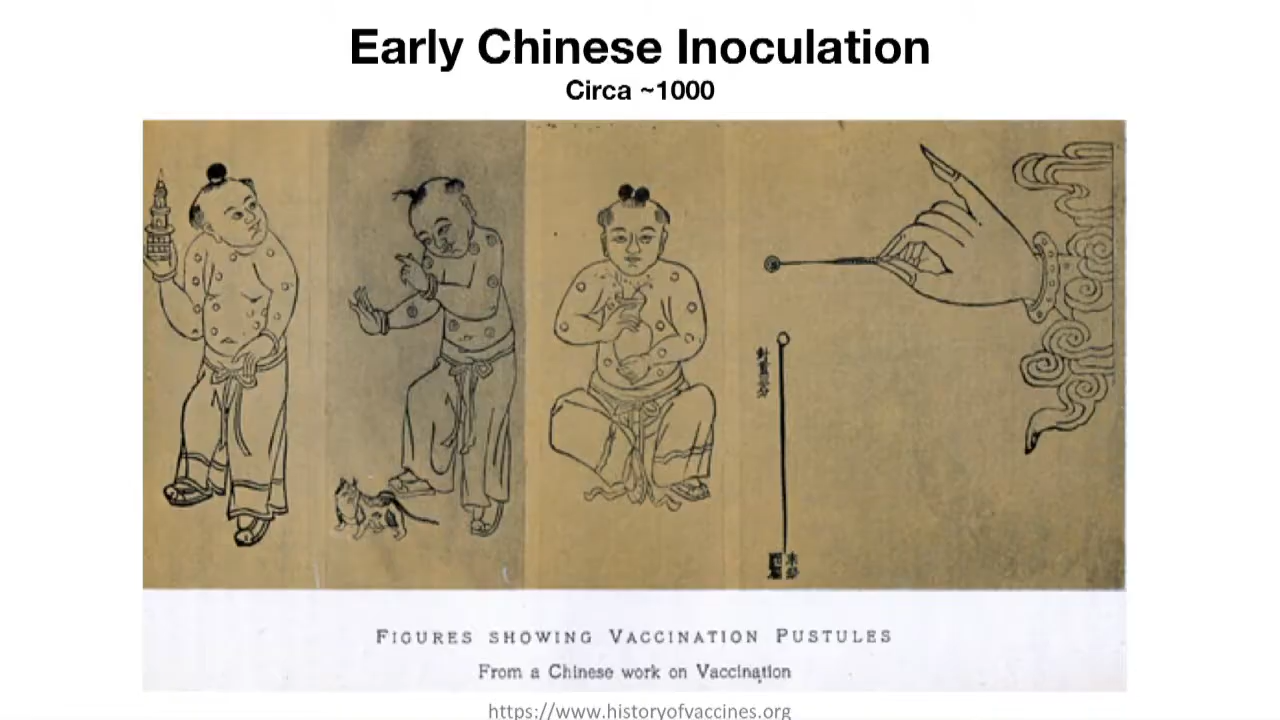 Early Chinese Inoculation
Circa ~1000
FIGURES SHOWING VACCINATION PUSTULES
From a Chinese work on Vaccination
https://www.historyofvaccines.org